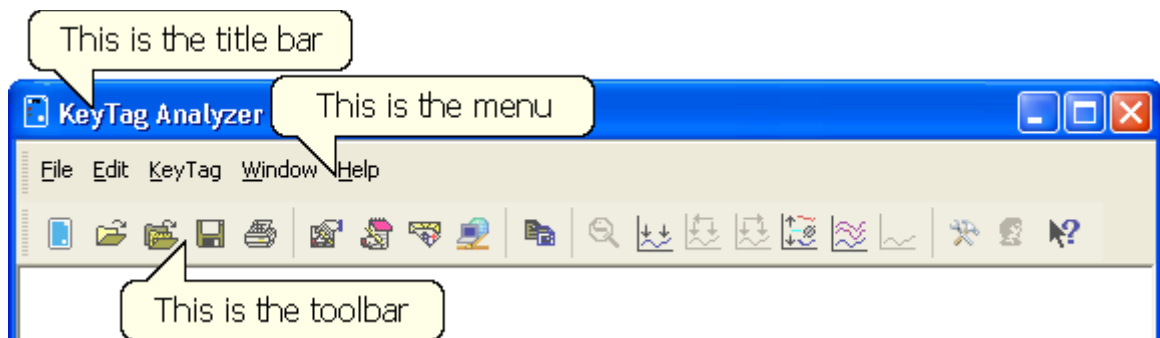 This is the title bar
KeyTag Analyzer
This is the menu
File Edit KeyTag Window Help
?
This is the toolbar